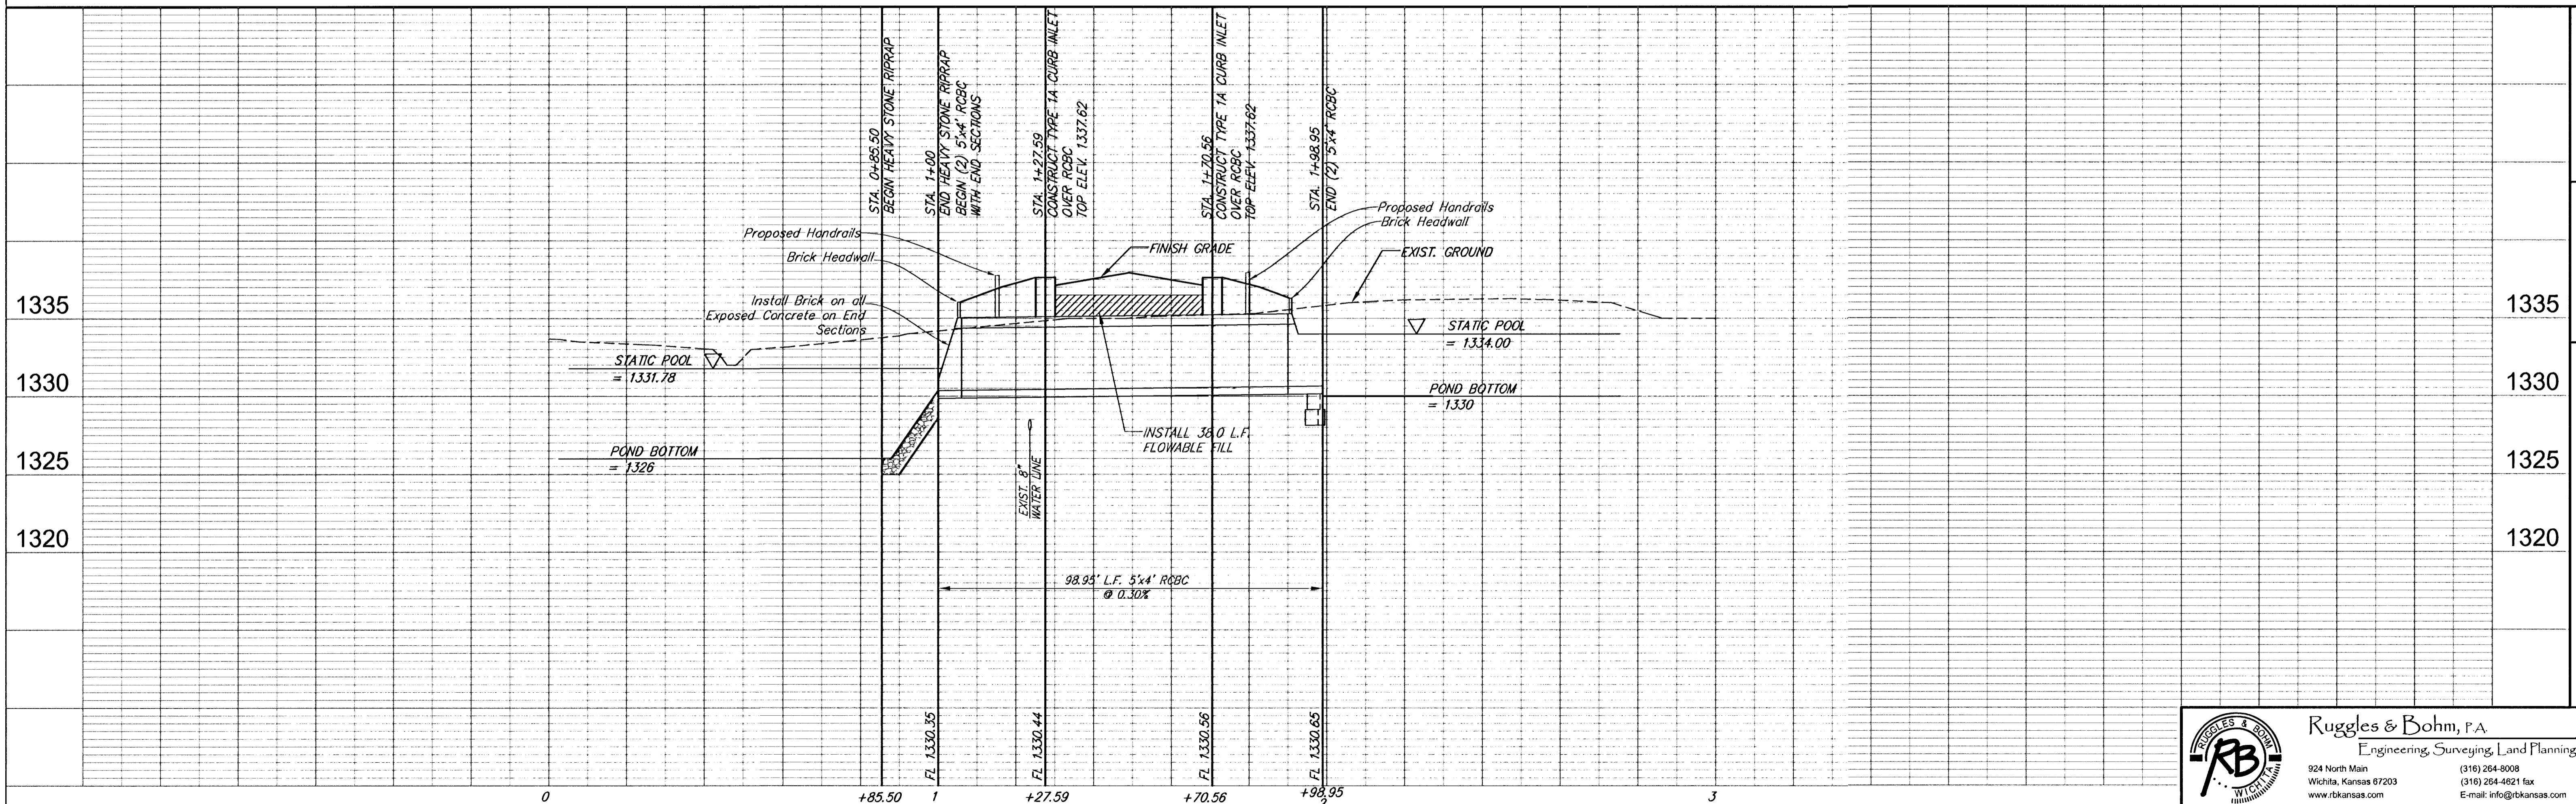 STA. 0+85.50
BEGIN HEAVY STONE RIPRAP
STA. 1+00
END HEAVY STONE RIPRAP
BEGIN (2) 5'x4' RCBC
WITH END SECTIONS
STA. 1+27.59
CONSTRUCT TYPE 1A CURB INLET
OVER RCBC
TOP ELEV. 1337.62
STA. 1+70.56
CONSTRUCT TYPE 1A CURB INLET
OVER RCBC
TOP ELEV. 1337.62
STA. 1+98.95
END (2) 5'x4' RCBC
Proposed Handrails
Brick Headwall
Install Brick on all
Exposed Concrete on End
Sections
FINISH GRADE
Proposed Handrails
Brick Headwall
EXIST. GROUND
1335
1335
STATIC POOL
= 1331.78
STATIC POOL
= 1334.00
1330
1330
POND BOTTOM
= 1330
INSTALL 38.0 L.F.
FLOWABLE FILL
POND BOTTOM
= 1326
1325
1325
EXIST. 8"
WATER LINE
1320
1320
98.95' L.F. 5'x4' RCBC
@ 0.30%
FL 1330.35
FL 1330.44
FL 1330.56
FL 1330.65
0
+85.50
1
+27.59
+70.56
+98.95
2
3
RUGGLES & BOHM
RB
WICHITA
Ruggles & Bohm, P.A.
Engineering, Surveying, Land Planning
924 North Main
(316) 264-8008
Wichita, Kansas 67203
(316) 264-4621 fax
www.rbkansas.com
E-mail: info@rbkansas.com